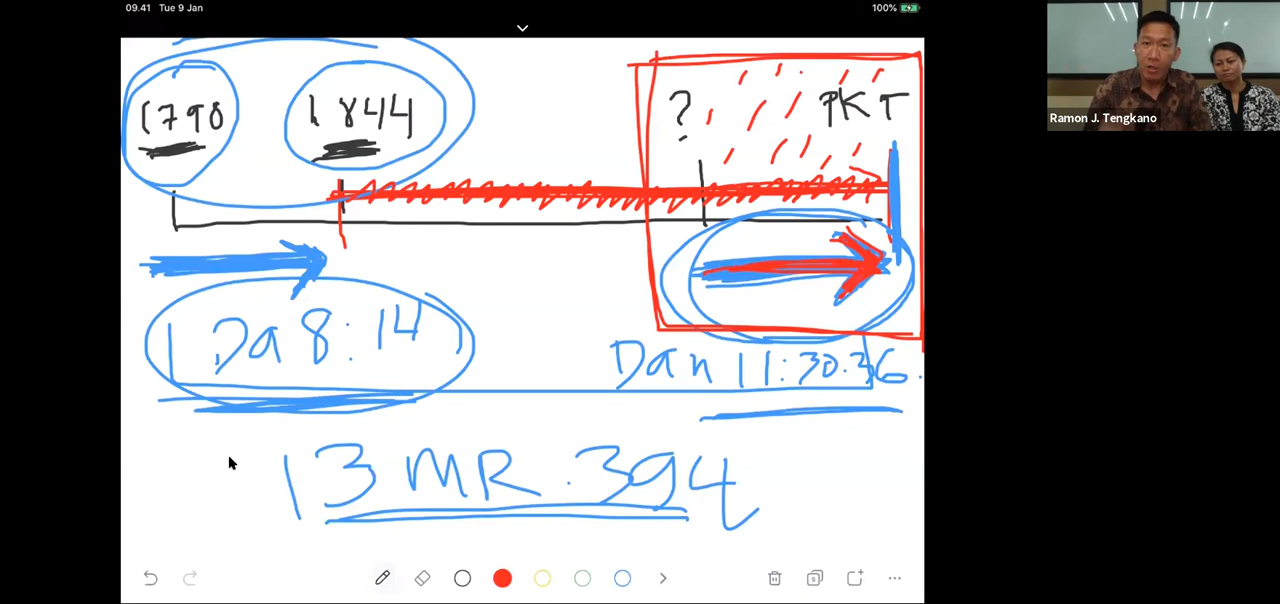 09.41 Tue 9 Jan 100%
1798 1844 ? PKT
Da 8:14
Dan 11:30.36.
13 MR. 394
Ramon J. Tengkano